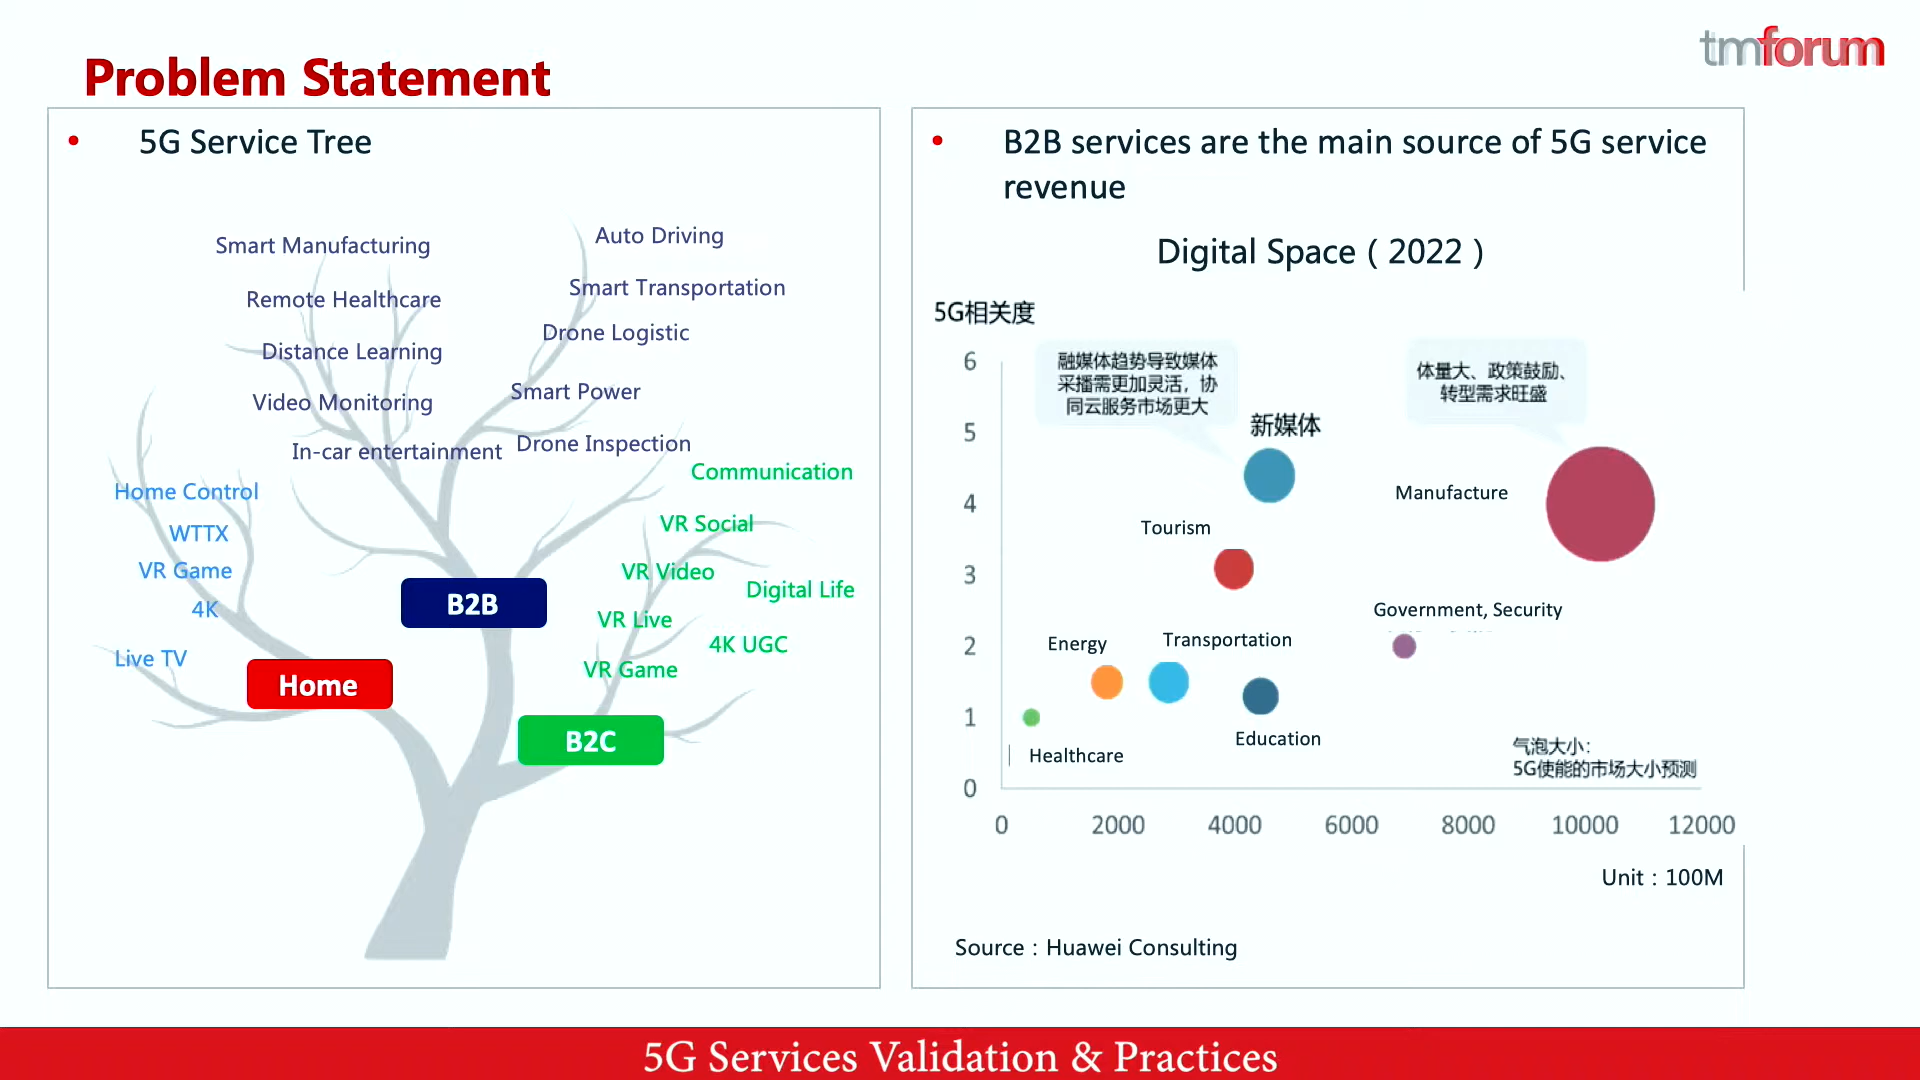 tmforum
Problem Statement
• 5G Service Tree
Smart Manufacturing
Auto Driving
Remote Healthcare
Smart Transportation
Distance Learning
Drone Logistic
Video Monitoring
Smart Power
In-car entertainment
Drone Inspection
Home Control
WTTX
VR Game
4K
Live TV
Communication
VR Social
VR Video
Digital Life
VR Live
4K UGC
VR Game
B2B
Home
B2C
• B2B services are the main source of 5G service
revenue
Digital Space ( 2022 )
5G相关度
6
5
4
3
2
1
0
融媒体趋势导致媒体
采播需更加灵活，协
同云服务市场更大
体量大、政策鼓励、
转型需求旺盛
新媒体
Manufacture
Tourism
Government, Security
Energy
Transportation
Education
Healthcare
气泡大小：
5G使能的市场大小预测
0 2000 4000 6000 8000 10000 12000
Unit : 100M
Source : Huawei Consulting
5G Services Validation & Practices